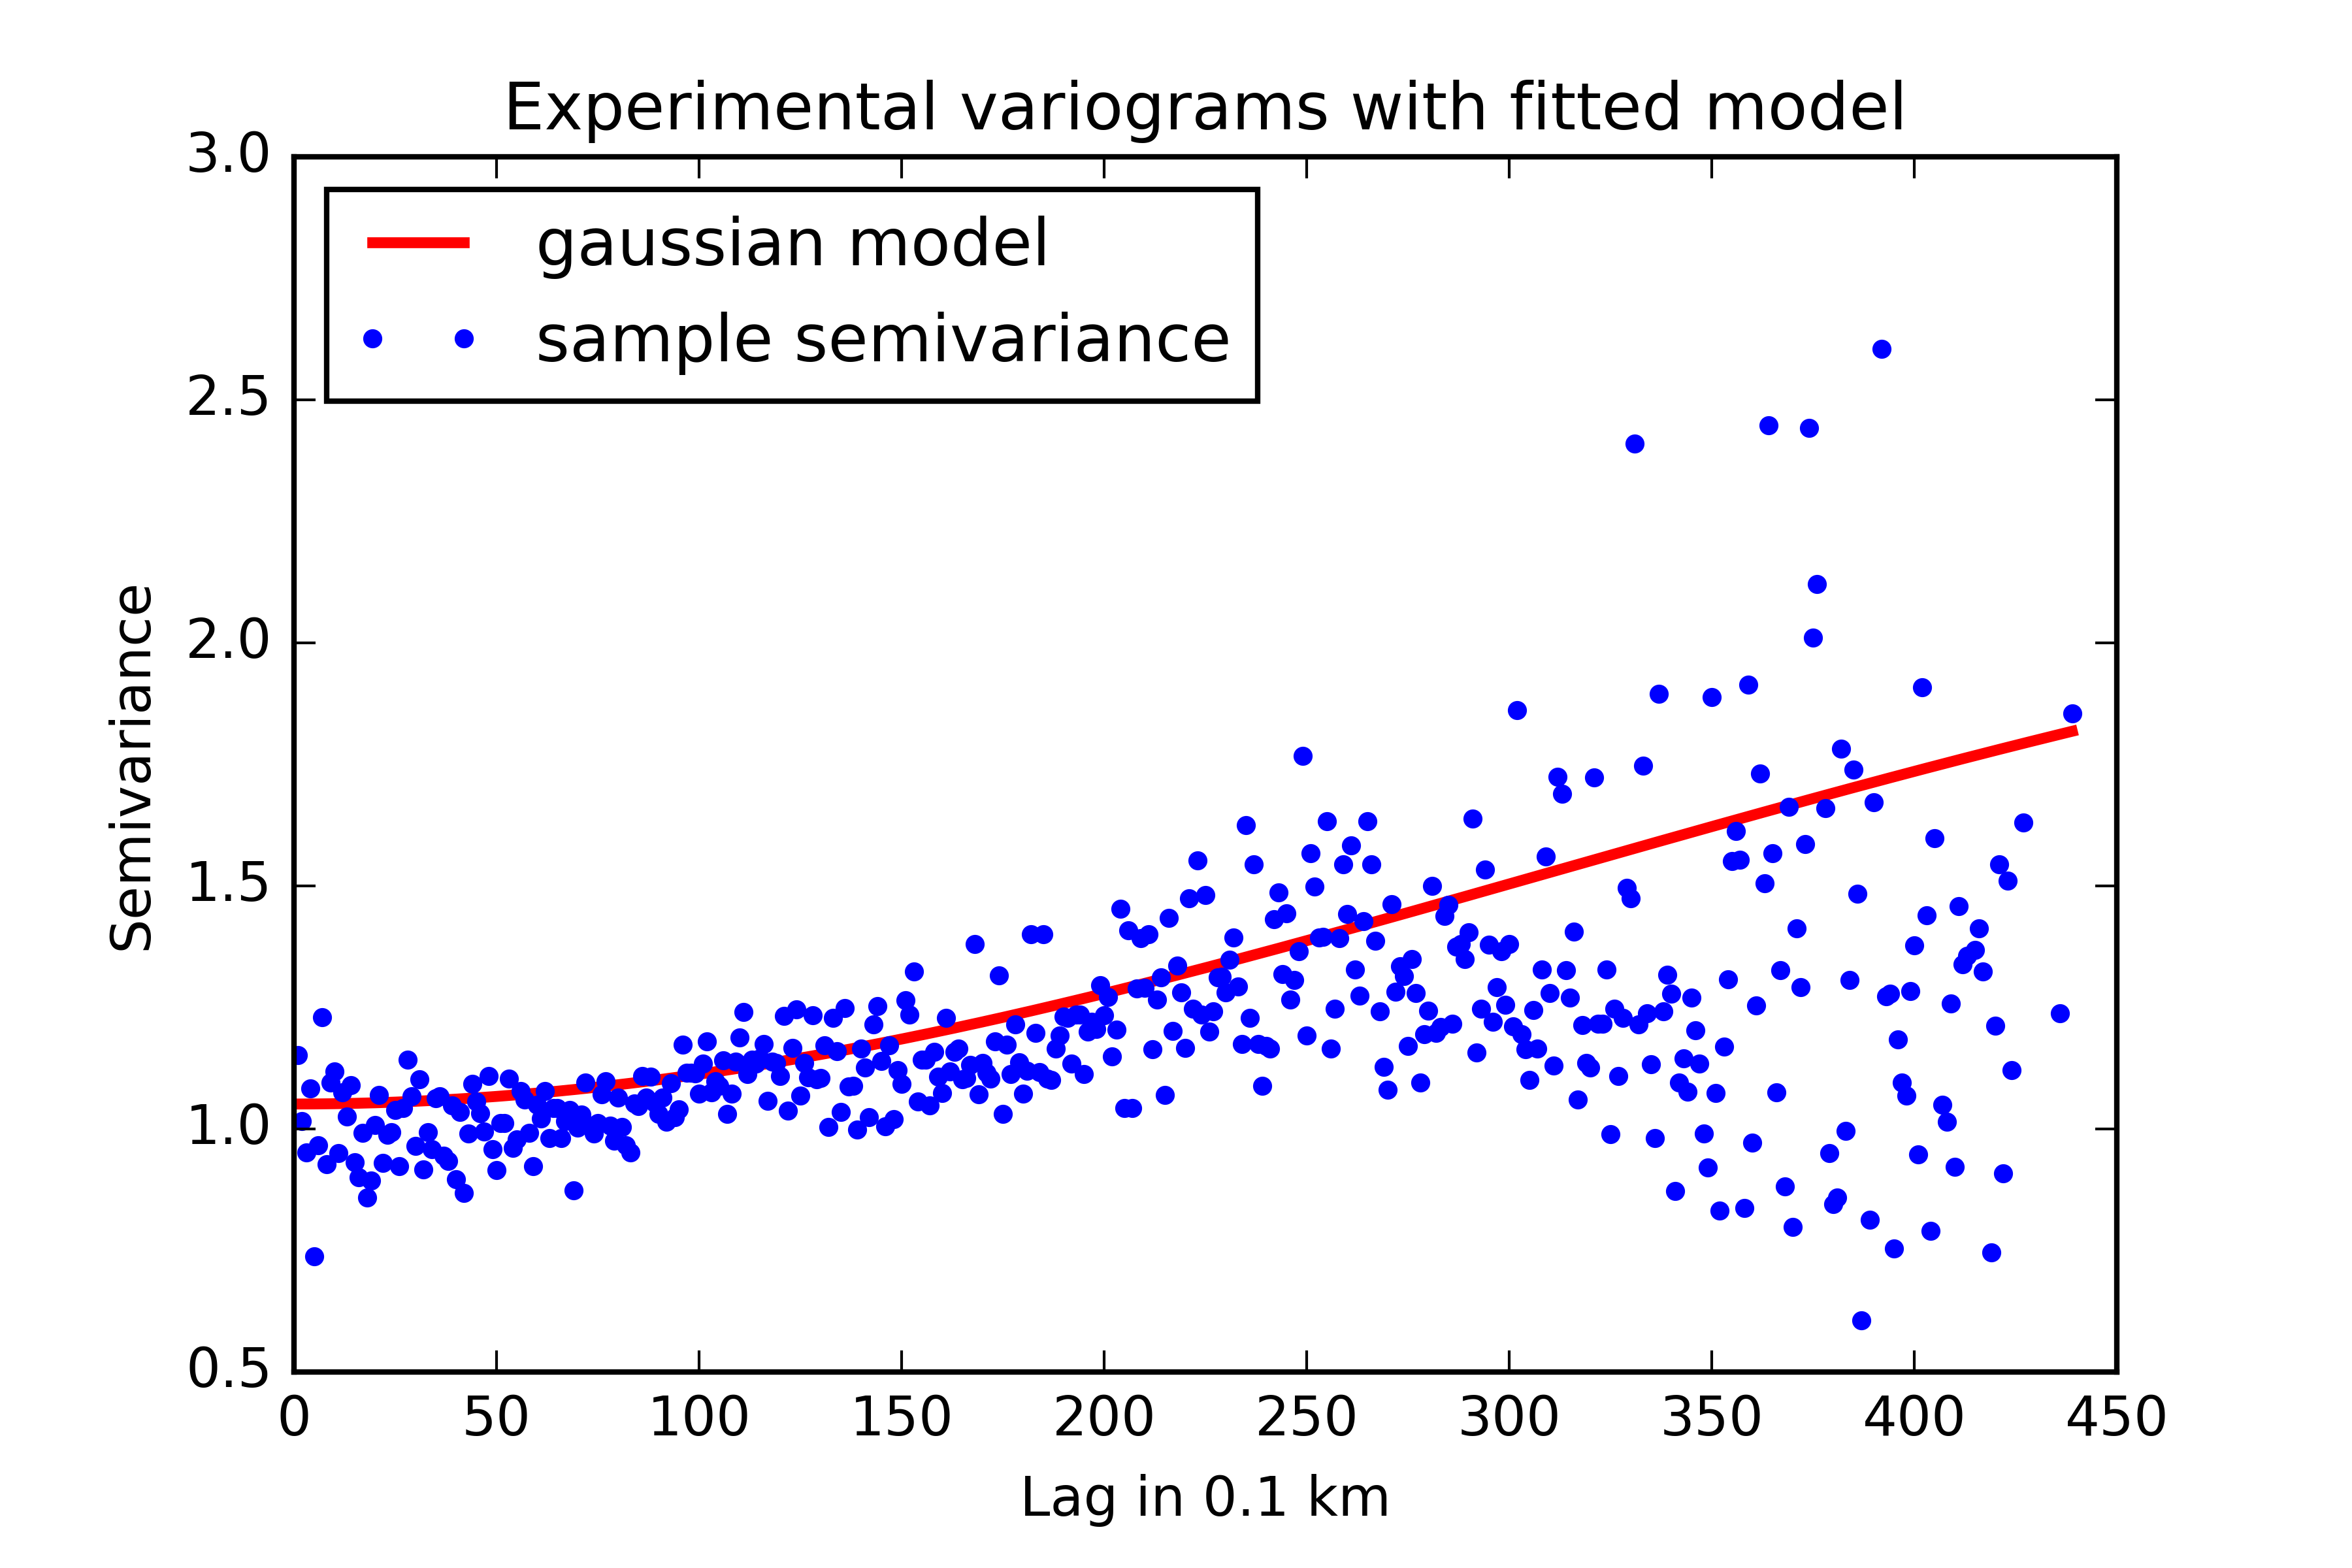 Experimental variograms with fitted model
3.0
2.5
2.0
1.5
1.0
0.5
Semivariance
gaussian model
sample semivariance
0 50 100 150 200 250 300 350 400 450
Lag in 0.1 km